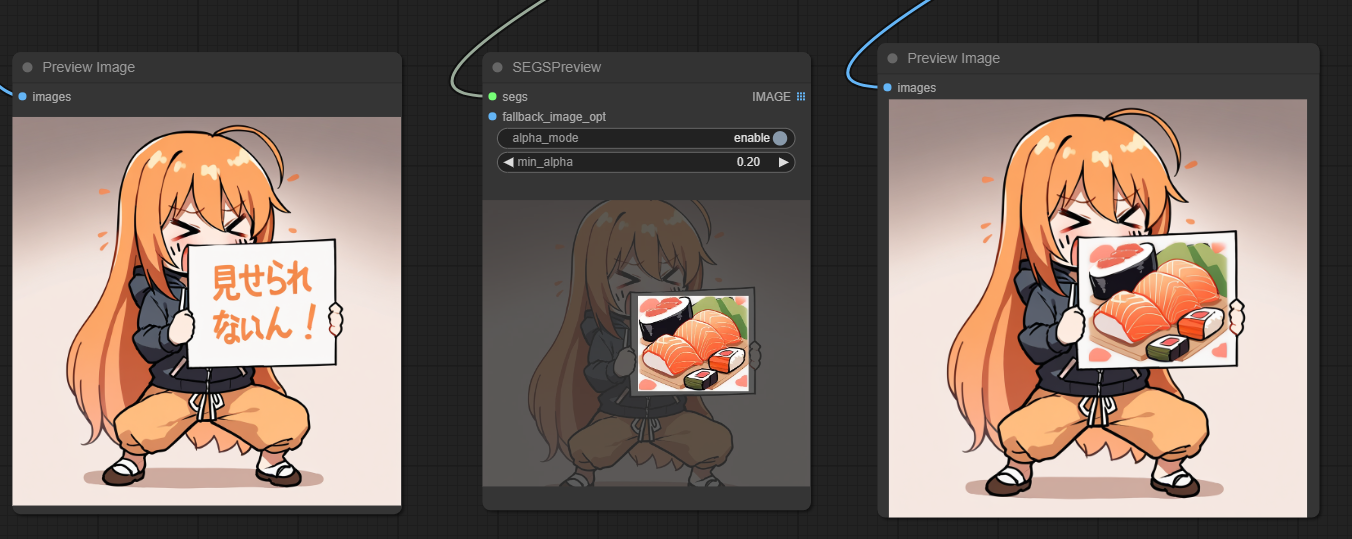 Preview Image
images
見せられ
ないん！
SEGSPreview
segs
IMAGE
fallback_image_opt
alpha_mode
enable
min_alpha
0.20
Preview Image
images